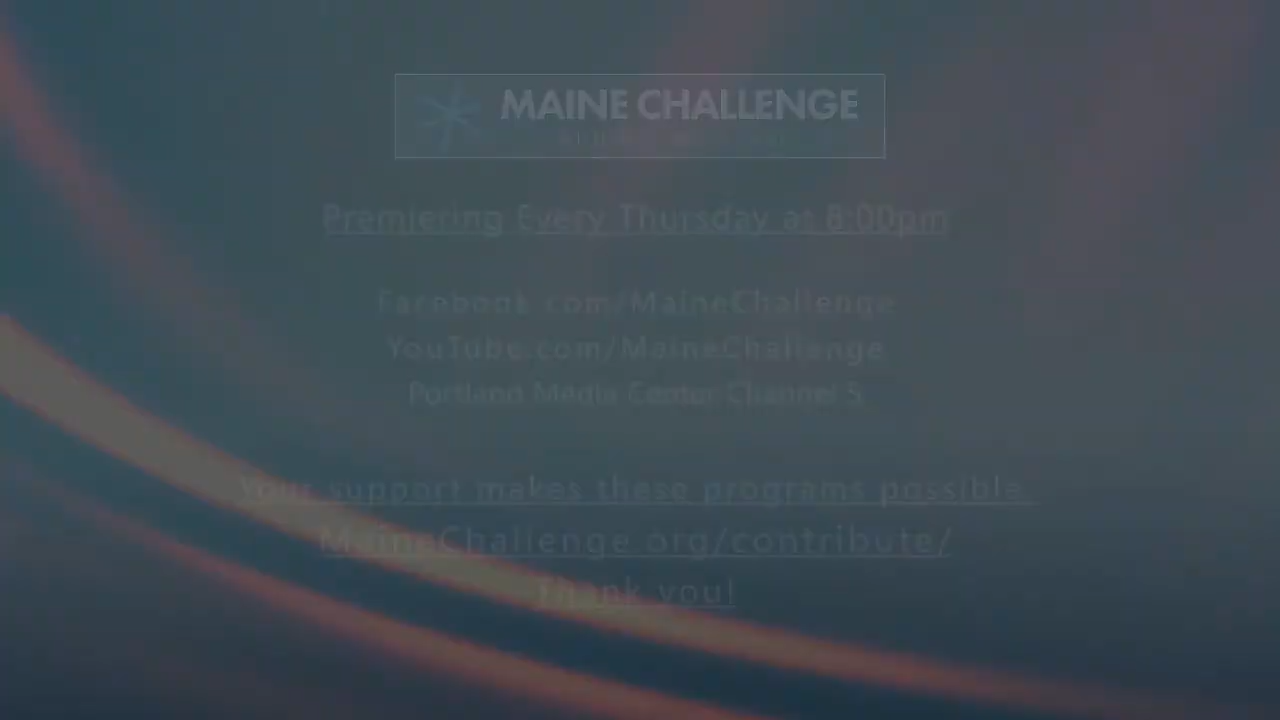 MAINE CHALLENGE
Premiering Every Thursday at 8:00pm
Facebook.com/MaineChallenge
YouTube.com/MaineChallenge
Portland Media Center Channel 5
Your support makes these programs possible.
MaineChallenge.org/contribute/
Thank you!